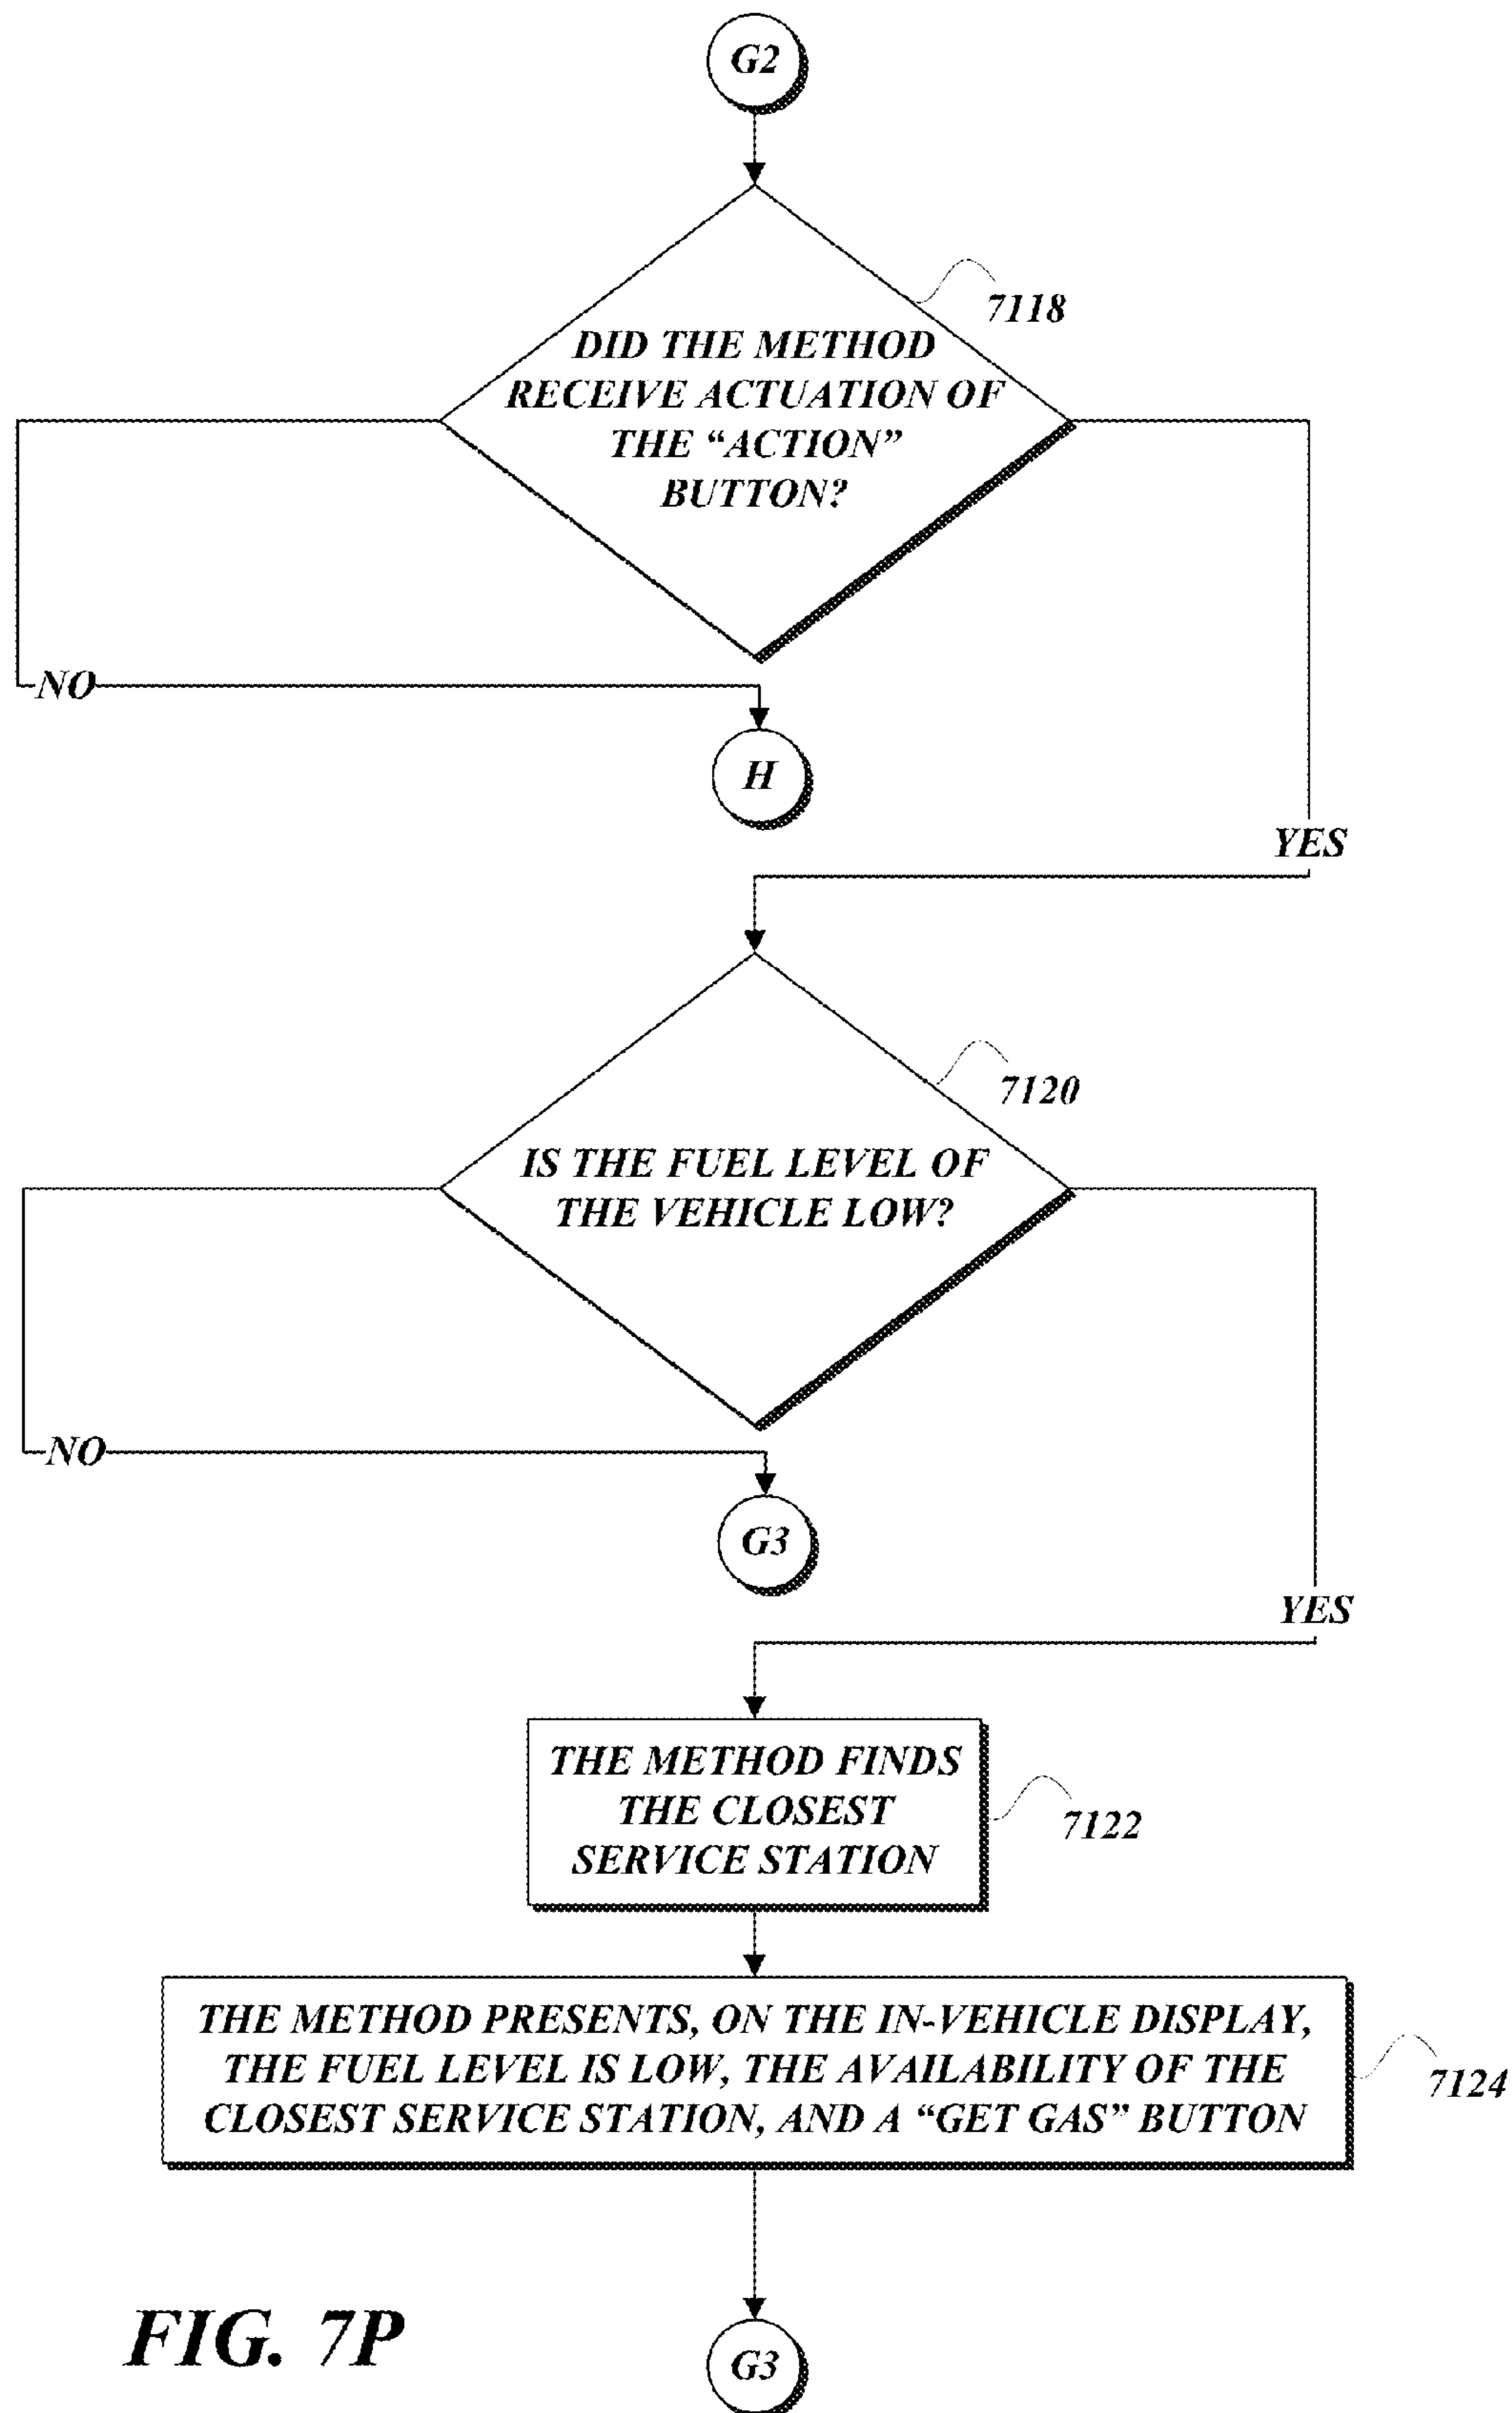 G2
7118
DID THE METHOD
RECEIVE ACTUATION OF
THE “ACTION”
BUTTON?
NO
H
YES
7120
IS THE FUEL LEVEL OF
THE VEHICLE LOW?
NO
G3
YES
THE METHOD FINDS
THE CLOSEST
SERVICE STATION
7122
THE METHOD PRESENTS, ON THE IN-VEHICLE DISPLAY,
THE FUEL LEVEL IS LOW, THE AVAILABILITY OF THE
CLOSEST SERVICE STATION, AND A “GET GAS” BUTTON
7124
FIG. 7P
G3